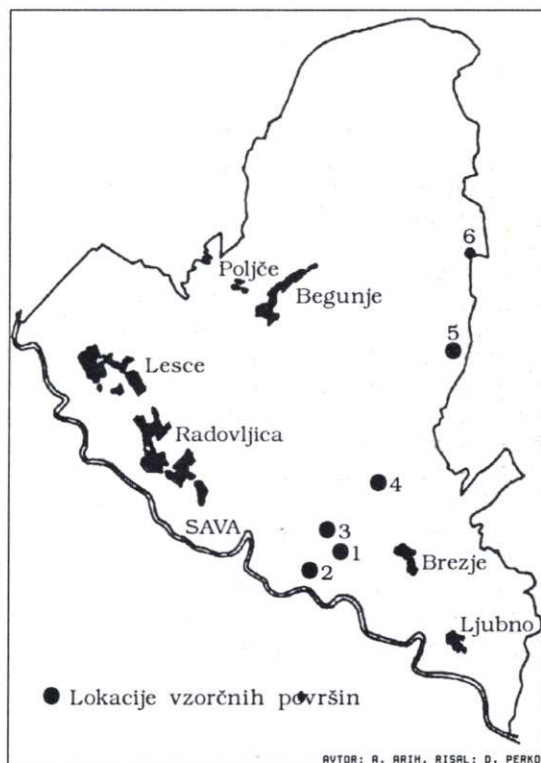 6
Poljče
Begunje
5
Lesce
Radovljica
4
SAVA
3
1
Brezje
2
Ljubno
Lokacije vzorčnih površin
AVTOR: A. ARIH, RISAL: D. PERKO